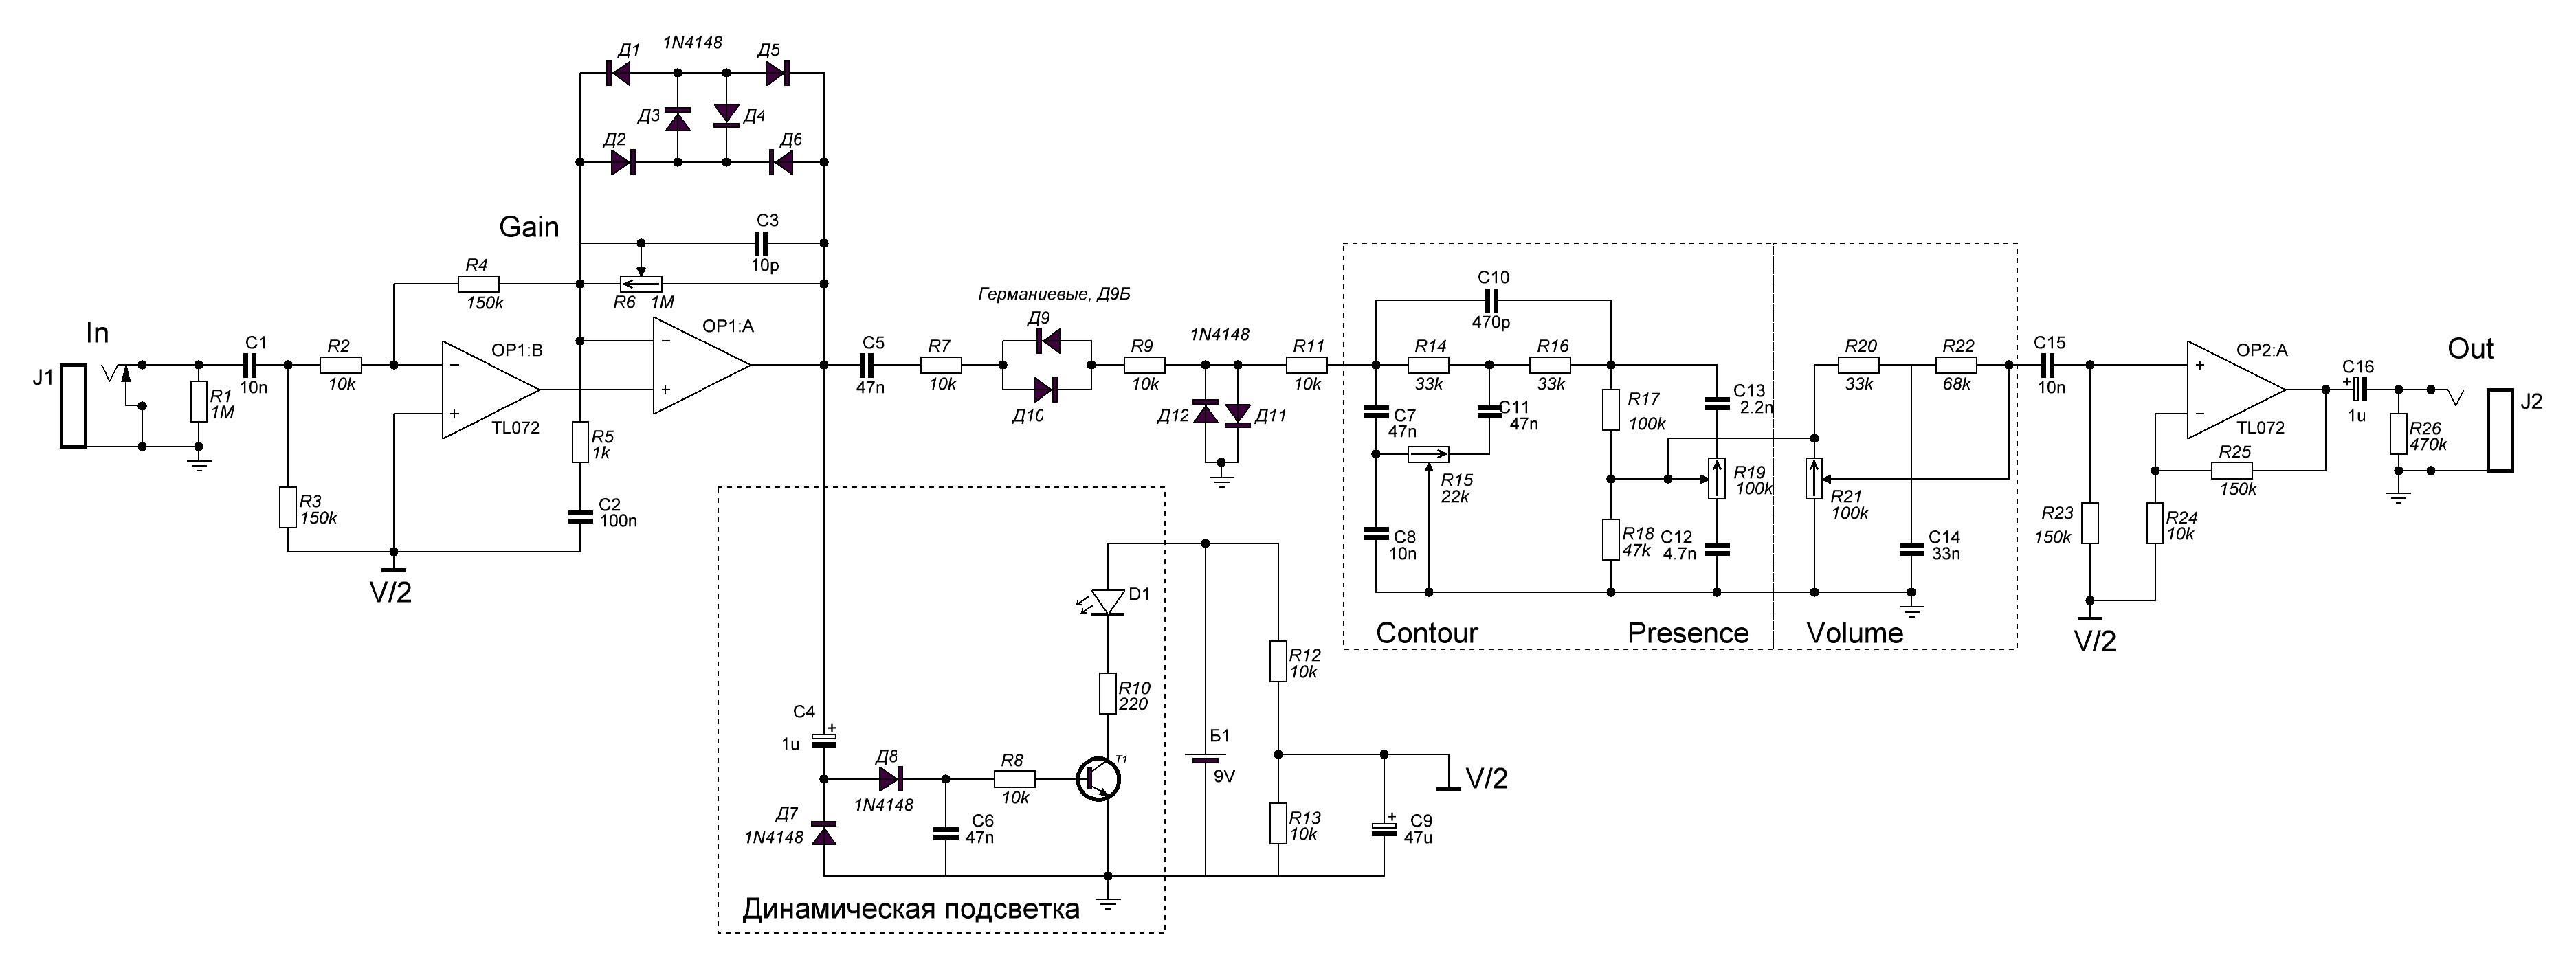 In
J1
R1
1M
C1
10n
R2
10k
R3
150k
V/2
R4
150k
OP1:B
TL072
Д1
1N4148
Д5
Д3
Д4
Д2
Д6
Gain
C3
10p
R6 1M
OP1:A
R5
1k
C2
100n
C5
47n
R7
10k
Германиевые, Д9Б
Д9
Д10
R9
10k
1N4148
Д12
Д11
R11
10k
C4
1u
Д7
1N4148
Д8
1N4148
C6
47n
R8
10k
T1
D1
R10
220
Динамическая подсветка
Б1
9V
R12
10k
R13
10k
C9
47u
V/2
C10
470p
R14
33k
R16
33k
C7
47n
C11
47n
R15
22k
C8
10n
R17
100k
R18
47k
C13
2.2n
R19
100k
C12
4.7n
Contour
Presence
R20
33k
R22
68k
R21
100k
C14
33n
Volume
C15
10n
R23
150k
R24
10k
V/2
OP2:A
TL072
R25
150k
C16
1u
R26
470k
Out
J2